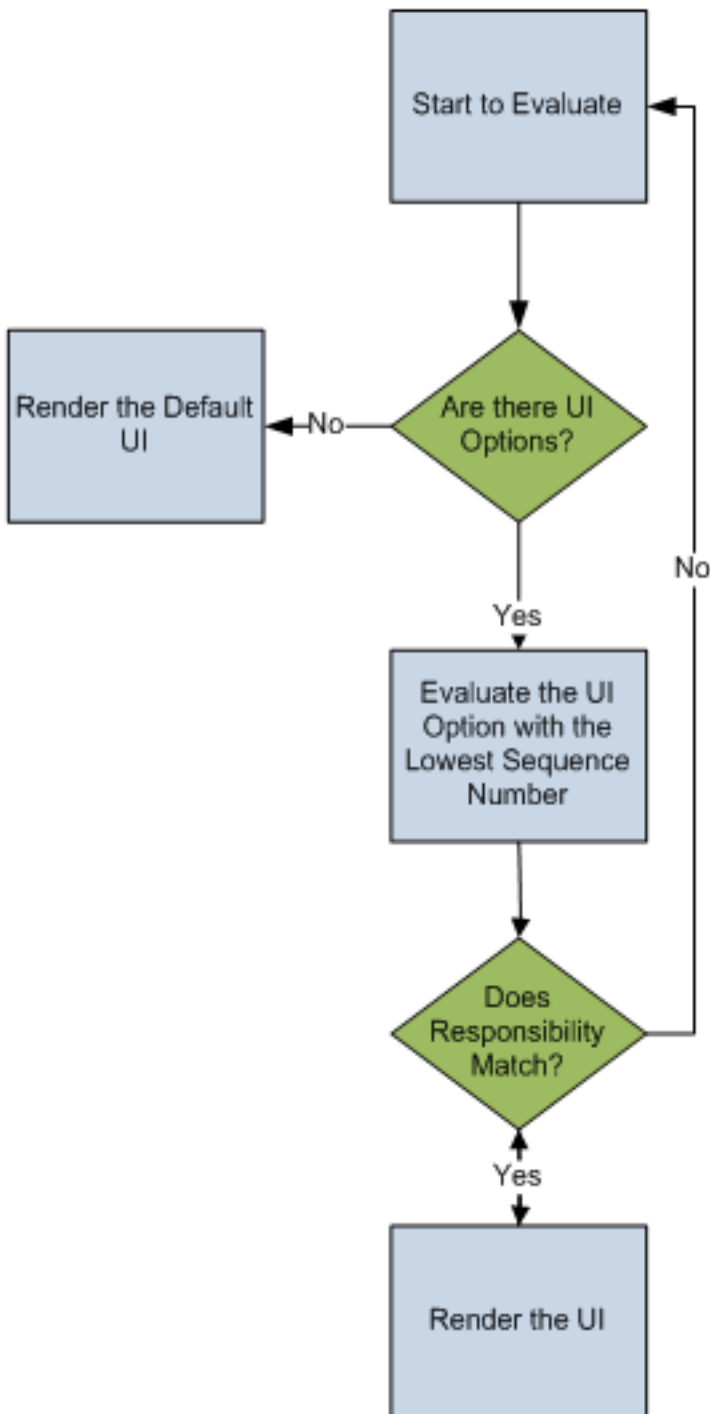 Start to Evaluate
Render the Default
UI
No
Are there UI
Options?
No
Yes
Evaluate the UI
Option with the
Lowest Sequence
Number
Does
Responsibility
Match?
Yes
Render the UI